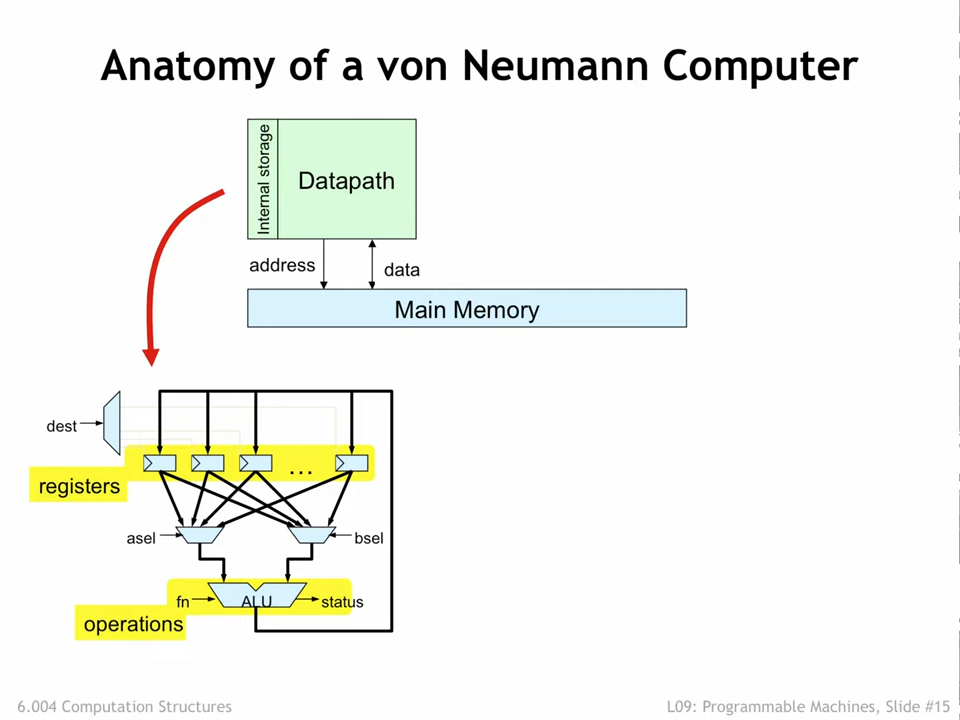 Anatomy of a von Neumann Computer
Internal storage
Datapath
address
data
Main Memory
dest
...
registers
asel
bsel
fn
ALU
status
operations
6.004 Computation Structures
L09: Programmable Machines, Slide #15